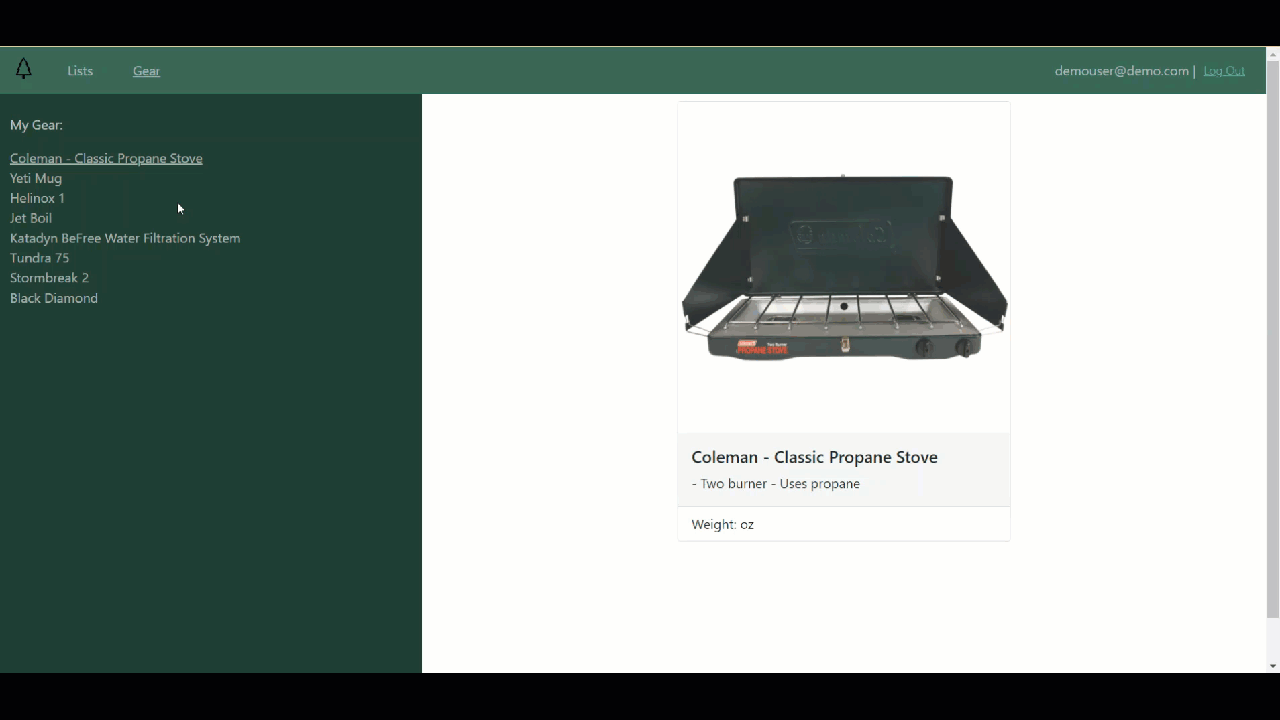 Lists
Gear
demouser@demo.com | Log Out
My Gear:
Coleman - Classic Propane Stove
Yeti Mug
Helinox 1
Jet Boil
Katadyn BeFree Water Filtration System
Tundra 75
Stormbreak 2
Black Diamond
Two Burner
PROPANE STOVE
Coleman - Classic Propane Stove
- Two burner - Uses propane
Weight: oz